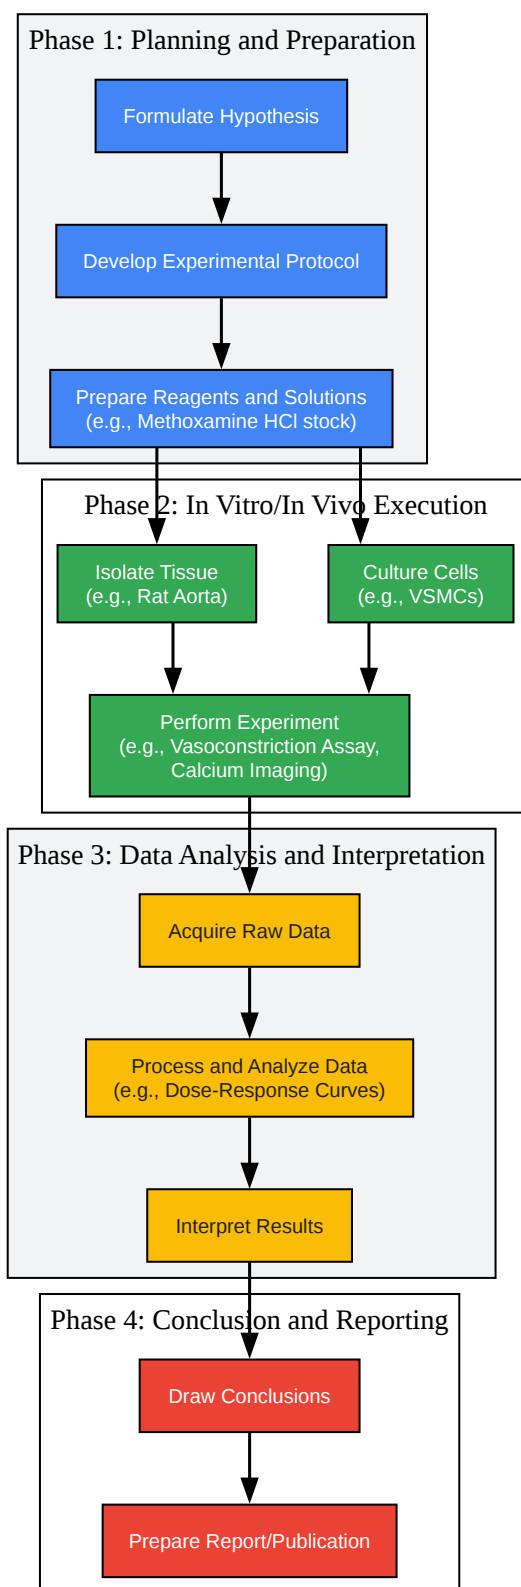 Phase 1: Planning and Preparation
Formulate Hypothesis
Develop Experimental Protocol
Prepare Reagents and Solutions
(e.g., Methoxamine HCl stock)
Phase 2: In Vitro/In Vivo Execution
Isolate Tissue
(e.g., Rat Aorta)
Culture Cells
(e.g., VSMCs)
Perform Experiment
(e.g., Vasoconstriction Assay,
Calcium Imaging)
Phase 3: Data Analysis and Interpretation
Acquire Raw Data
Process and Analyze Data
(e.g., Dose-Response Curves)
Interpret Results
Phase 4: Conclusion and Reporting
Draw Conclusions
Prepare Report/Publication